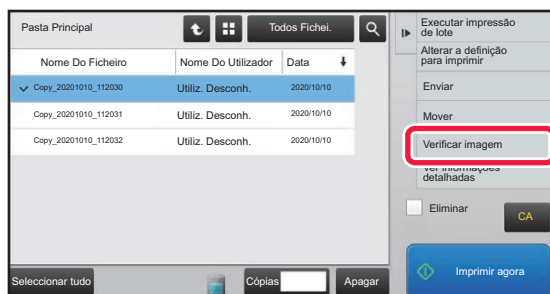 Pasta Principal
Todos Fichei.
Nome Do Ficheiro
Nome Do Utilizador
Data
Copy_20201010_112030
Utiliz. Desconh.
2020/10/10
Copy_20201010_112031
Utiliz. Desconh.
2020/10/10
Copy_20201010_112032
Utiliz. Desconh.
2020/10/10
Seleccionar tudo
Cópias
Apagar
Executar impressão
de lote
Alterar a definição
para imprimir
Enviar
Mover
Verificar imagem
Ver informações
detalhadas
Eliminar
CA
Imprimir agora